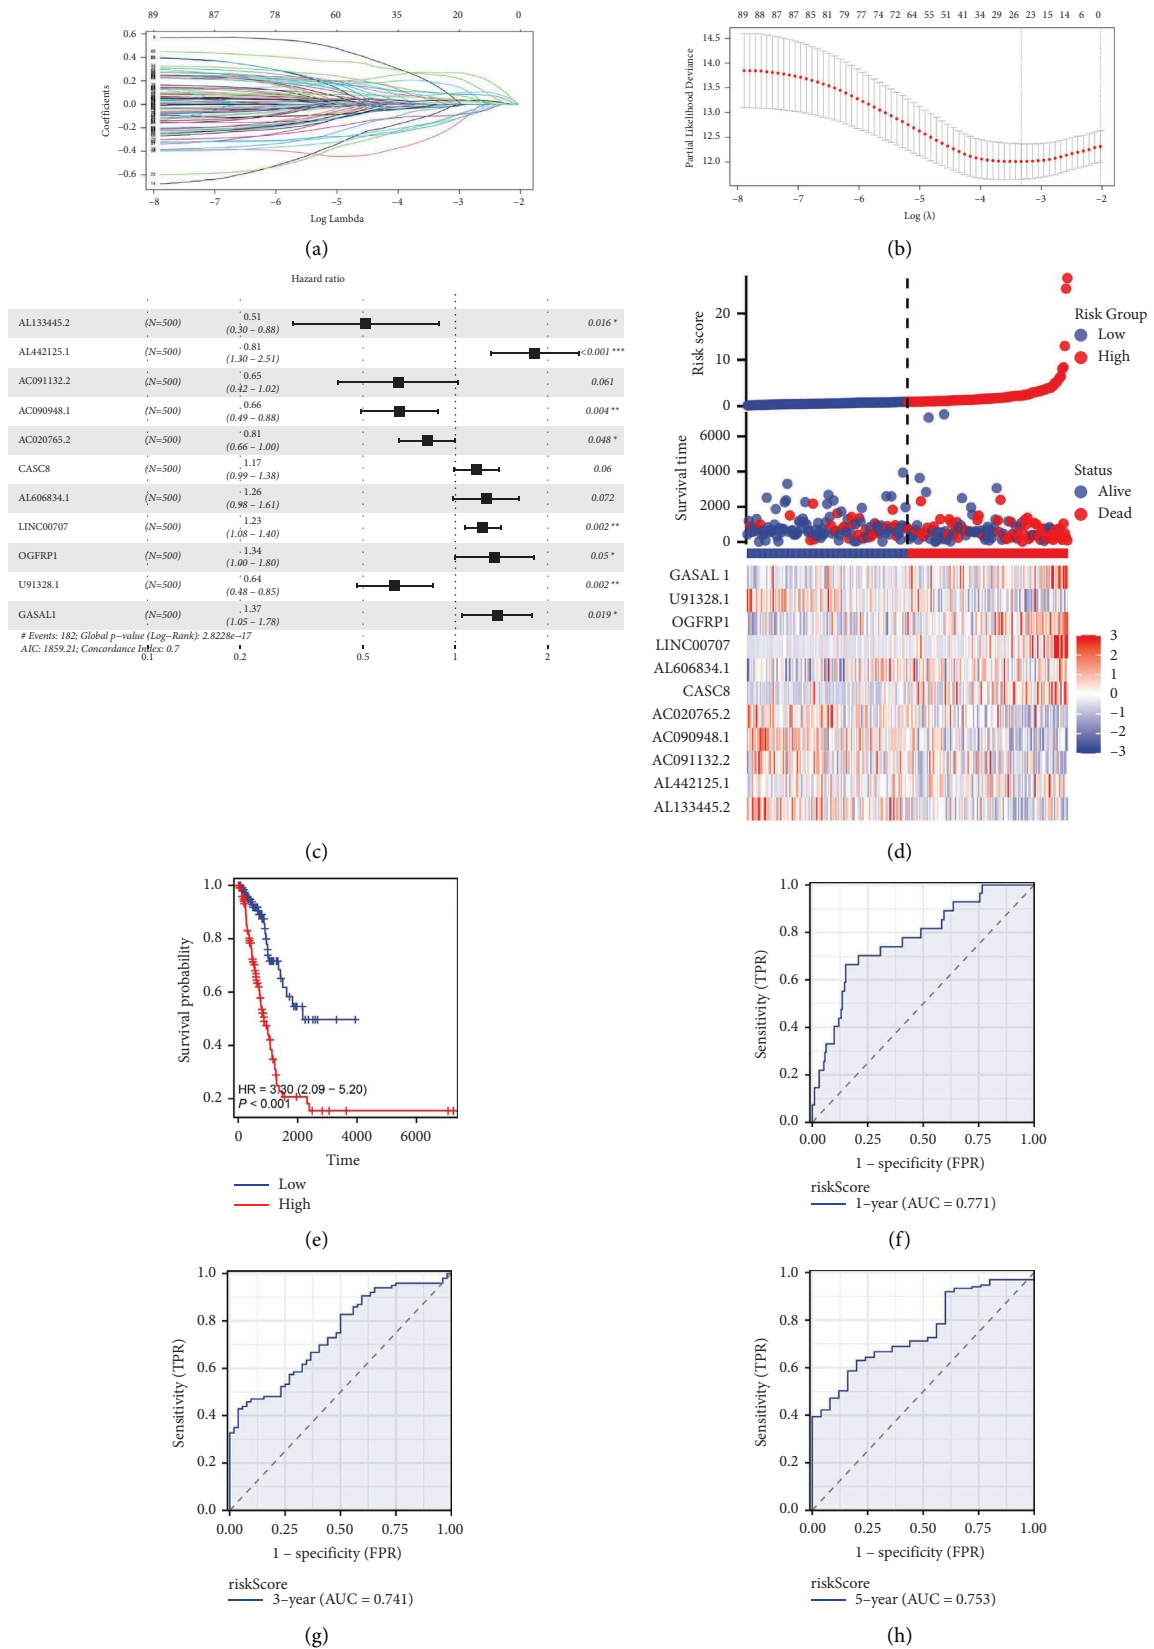 89 87 78 60 35 20 0
0.6
0.4
0.2
0.0
−0.2
−0.4
−0.6
Coefficients
−8 −7 −6 −5 −4 −3 −2
Log Lambda
(a)
89 88 87 87 85 81 79 77 74 72 64 55 51 41 34 29 26 23 15 14 6 0
14.5
14.0
13.5
13.0
12.5
12.0
Partial Likelihood Deviance
−8 −7 −6 −5 −4 −3 −2
Log (λ)
(b)
Hazard ratio
AL133445.2 (N=500) 0.51 (0.30 − 0.88) 0.016 *
AL442125.1 (N=500) 0.81 (1.30 − 2.51) <0.001 ***
AC091132.2 (N=500) 0.65 (0.42 − 1.02) 0.061
AC090948.1 (N=500) 0.66 (0.49 − 0.88) 0.004 **
AC020765.2 (N=500) 0.81 (0.66 − 1.00) 0.048 *
CASC8 (N=500) 1.17 (0.99 − 1.38) 0.06
AL606834.1 (N=500) 1.26 (0.98 − 1.61) 0.072
LINC00707 (N=500) 1.23 (1.08 − 1.40) 0.002 **
OGFRP1 (N=500) 1.34 (1.00 − 1.80) 0.05 *
U91328.1 (N=500) 0.64 (0.48 − 0.85) 0.002 **
GASAL1 (N=500) 1.37 (1.05 − 1.78) 0.019 *
# Events: 182; Global p−value (Log−Rank): 2.8228e−17
AIC: 1859.21; Concordance Index: 0.7
0.1 0.2 0.5 1 2
(c)
20
10
0
Risk score
Risk Group
Low
High
6000
4000
2000
0
Survival time
Status
Alive
Dead
GASAL 1
U91328.1
OGFRP1
LINC00707
AL606834.1
CASC8
AC020765.2
AC090948.1
AC091132.2
AL442125.1
AL133445.2
3
2
1
0
−1
−2
−3
(d)
1.0
0.8
0.6
0.4
0.2
Survival probability
HR = 3.30 (2.09 − 5.20)
P < 0.001
0 2000 4000 6000
Time
Low
High
(e)
1.0
0.8
0.6
0.4
0.2
0.0
Sensitivity (TPR)
0.00 0.25 0.50 0.75 1.00
1 − specificity (FPR)
riskScore
1−year (AUC = 0.771)
(f)
1.0
0.8
0.6
0.4
0.2
0.0
Sensitivity (TPR)
0.00 0.25 0.50 0.75 1.00
1 − specificity (FPR)
riskScore
3−year (AUC = 0.741)
(g)
1.0
0.8
0.6
0.4
0.2
0.0
Sensitivity (TPR)
0.00 0.25 0.50 0.75 1.00
1 − specificity (FPR)
riskScore
5−year (AUC = 0.753)
(h)